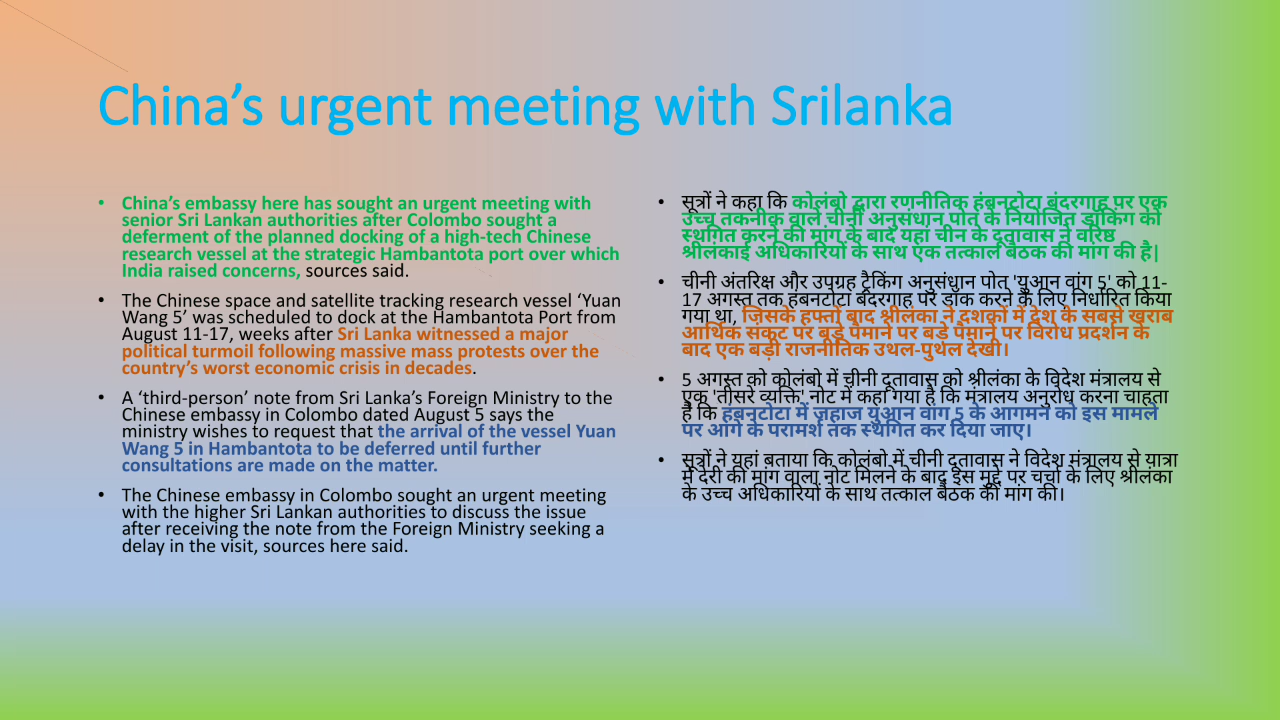 China’s urgent meeting with Srilanka
• China’s embassy here has sought an urgent meeting with
senior Sri Lankan authorities after Colombo sought a
deferment of the planned docking of a high-tech Chinese
research vessel at the strategic Hambantota port over which
India raised concerns, sources said.
• The Chinese space and satellite tracking research vessel ‘Yuan
Wang 5’ was scheduled to dock at the Hambantota Port from
August 11-17, weeks after Sri Lanka witnessed a major
political turmoil following massive mass protests over the
country’s worst economic crisis in decades.
• A ‘third-person’ note from Sri Lanka’s Foreign Ministry to the
Chinese embassy in Colombo dated August 5 says the
ministry wishes to request that the arrival of the vessel Yuan
Wang 5 in Hambantota to be deferred until further
consultations are made on the matter.
• The Chinese embassy in Colombo sought an urgent meeting
with the higher Sri Lankan authorities to discuss the issue
after receiving the note from the Foreign Ministry seeking a
delay in the visit, sources here said.
• सूत्रों ने कहा कि कोलंबो द्वारा रणनीतिक हंबनटोटा बंदरगाह पर एक
उच्च तकनीक वाले चीनी अनुसंधान पोत के नियोजित डॉकिंग को
स्थगित करने की मांग के बाद यहां चीन के दूतावास ने वरिष्ठ
श्रीलंकाई अधिकारियों के साथ एक तत्काल बैठक की मांग की है|
• चीनी अंतरिक्ष और उपग्रह ट्रैकिंग अनुसंधान पोत 'युआन वांग 5' को 11-
17 अगस्त तक हंबनटोटा बंदरगाह पर डॉक करने के लिए निर्धारित किया
गया था, जिसके हफ्तों बाद श्रीलंका ने दशकों में देश के सबसे खराब
आर्थिक संकट पर बड़े पैमाने पर बड़े पैमाने पर विरोध प्रदर्शन के
बाद एक बड़ी राजनीतिक उथल-पुथल देखी।
• 5 अगस्त को कोलंबो में चीनी दूतावास को श्रीलंका के विदेश मंत्रालय से
एक 'तीसरे व्यक्ति' नोट में कहा गया है कि मंत्रालय अनुरोध करना चाहता
है कि हंबनटोटा में जहाज युआन वांग 5 के आगमन को इस मामले
पर आगे के परामर्श तक स्थगित कर दिया जाए।
• सूत्रों ने यहां बताया कि कोलंबो में चीनी दूतावास ने विदेश मंत्रालय से यात्रा
में देरी की मांग वाला नोट मिलने के बाद इस मुद्दे पर चर्चा के लिए श्रीलंका
के उच्च अधिकारियों के साथ तत्काल बैठक की मांग की।